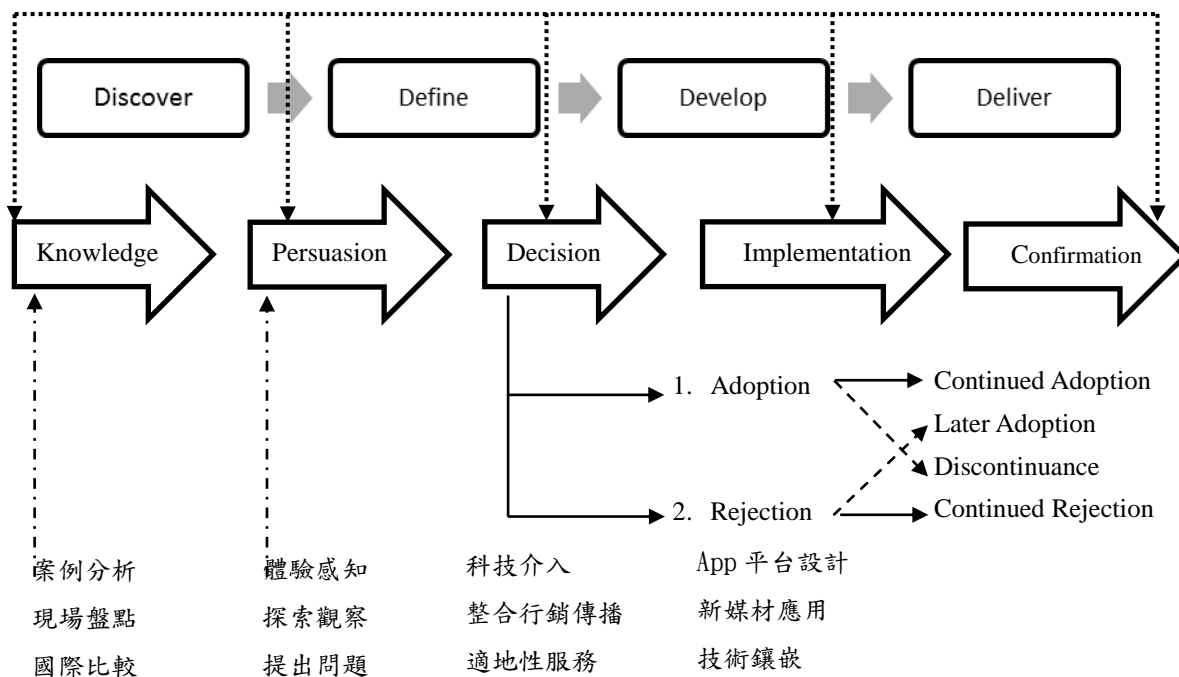 Discover
Define
Develop
Deliver
Knowledge
Persuasion
Decision
Implementation
Confirmation
1. Adoption
Continued Adoption
Later Adoption
Discontinuance
2. Rejection
Continued Rejection
案例分析
現場盤點
國際比較
體驗感知
探索觀察
提出問題
科技介入
整合行銷傳播
適地性服務
App 平台設計
新媒材應用
技術鑲嵌